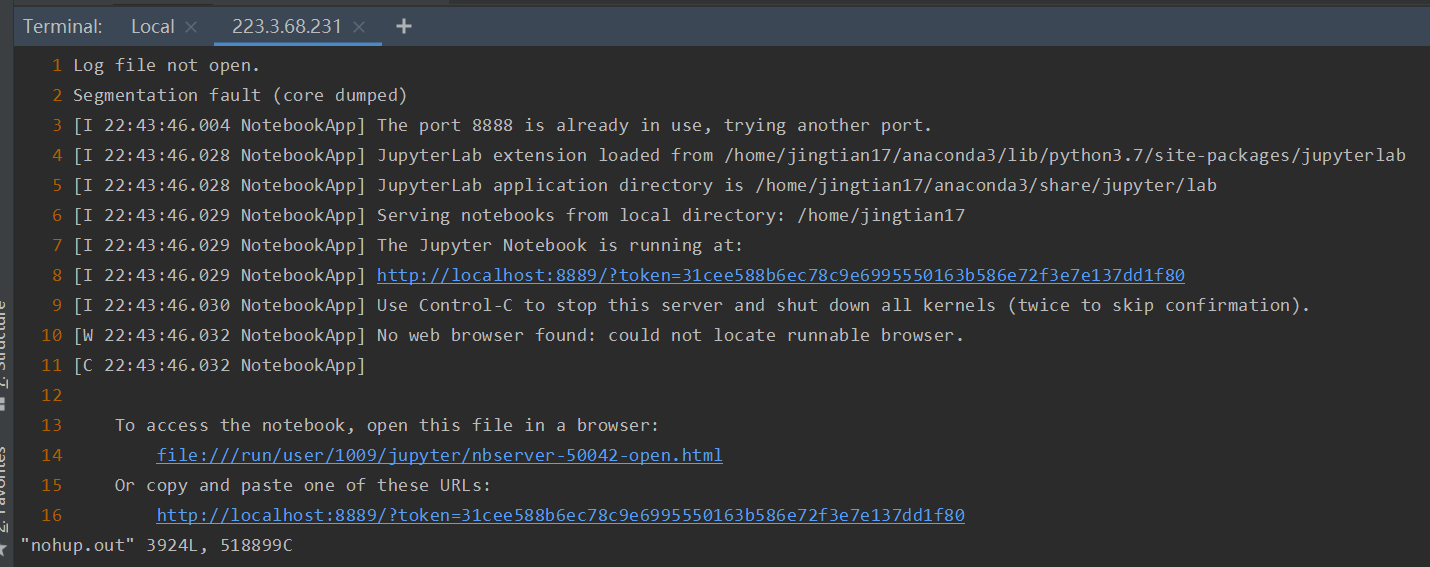 Terminal: Local × 223.3.68.231 × +
1 Log file not open.
2 Segmentation fault (core dumped)
3 [I 22:43:46.004 NotebookApp] The port 8888 is already in use, trying another port.
4 [I 22:43:46.028 NotebookApp] JupyterLab extension loaded from /home/jingtian17/anaconda3/lib/python3.7/site-packages/jupyterlab
5 [I 22:43:46.028 NotebookApp] JupyterLab application directory is /home/jingtian17/anaconda3/share/jupyter/lab
6 [I 22:43:46.029 NotebookApp] Serving notebooks from local directory: /home/jingtian17
7 [I 22:43:46.029 NotebookApp] The Jupyter Notebook is running at:
8 [I 22:43:46.029 NotebookApp] http://localhost:8889/?token=31cee588b6ec78c9e6995550163b586e72f3e7e137dd1f80
9 [I 22:43:46.030 NotebookApp] Use Control-C to stop this server and shut down all kernels (twice to skip confirmation).
10 [W 22:43:46.032 NotebookApp] No web browser found: could not locate runnable browser.
11 [C 22:43:46.032 NotebookApp]
12
13 To access the notebook, open this file in a browser:
14 file:///run/user/1009/jupyter/nbserver-50042-open.html
15 Or copy and paste one of these URLs:
16 http://localhost:8889/?token=31cee588b6ec78c9e6995550163b586e72f3e7e137dd1f80
"nohup.out" 3924L, 518899C